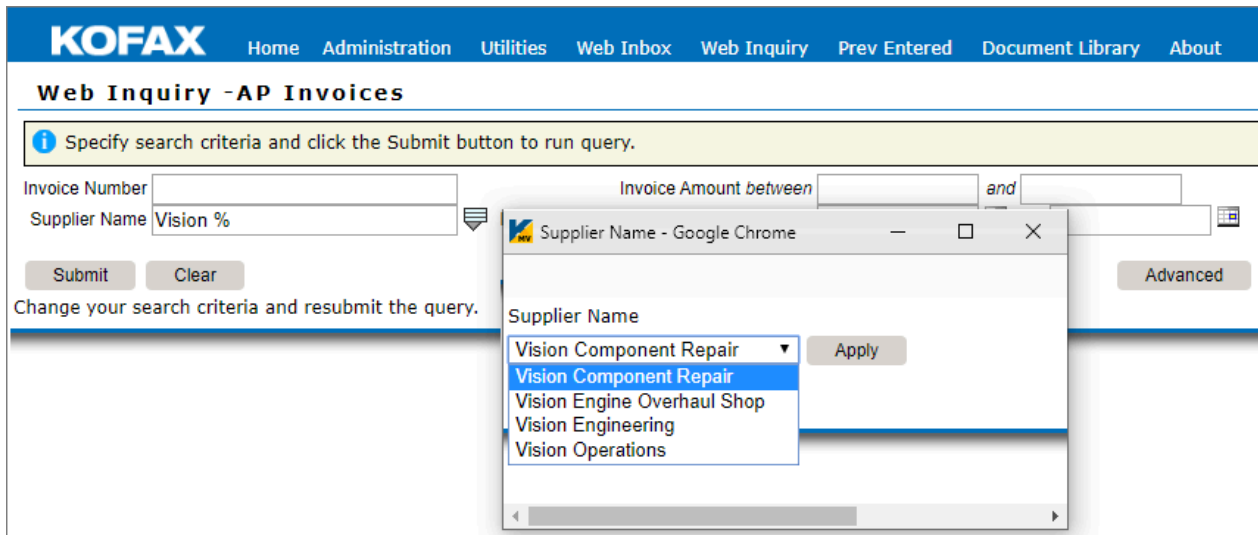 KOFAX Home Administration Utilities Web Inbox Web Inquiry Prev Entered Document Library About
Web Inquiry -AP Invoices
i Specify search criteria and click the Submit button to run query.
Invoice Number Invoice Amount between and
Supplier Name Vision %
Submit Clear Advanced
Change your search criteria and resubmit the query.
MV Supplier Name - Google Chrome
Supplier Name
Vision Component Repair Apply
Vision Component Repair
Vision Engine Overhaul Shop
Vision Engineering
Vision Operations